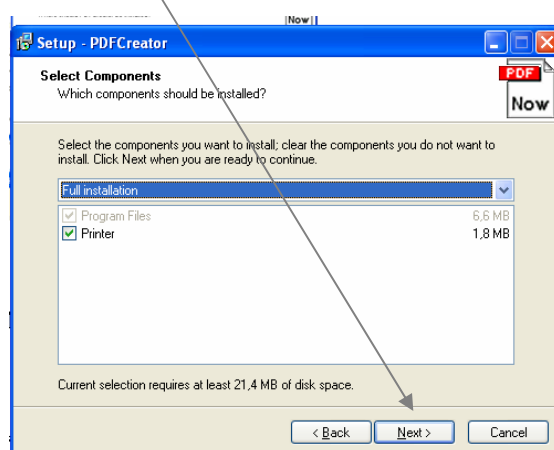 Now
Setup - PDFCreator
Select Components
Which components should be installed?
PDF
Now
Select the components you want to install; clear the components you do not want to
install. Click Next when you are ready to continue.
Full installation
Program Files 6,6 MB
Printer 1,8 MB
Current selection requires at least 21,4 MB of disk space.
< Back Next > Cancel